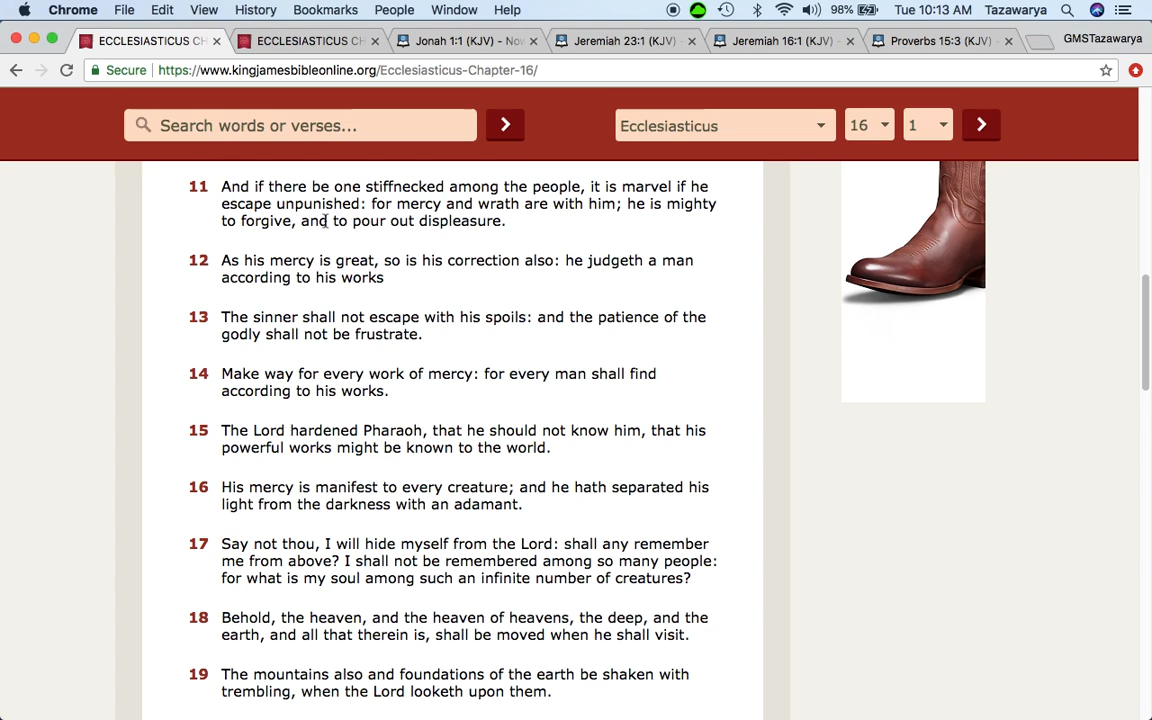 Chrome File Edit View History Bookmarks People Window Help 98% Tue 10:13 AM Tazawarya
ECCLESIASTICUS CH ECCLESIASTICUS CH Jonah 1:1 (KJV) - Nov Jeremiah 23:1 (KJV) Jeremiah 16:1 (KJV) Proverbs 15:3 (KJV) GMSTazawarya
Secure https://www.kingjamesbibleonline.org/Ecclesiasticus-Chapter-16/
Search words or verses... Ecclesiasticus 16 1
11 And if there be one stiffnecked among the people, it is marvel if he
escape unpunished: for mercy and wrath are with him; he is mighty
to forgive, and to pour out displeasure.
12 As his mercy is great, so is his correction also: he judgeth a man
according to his works
13 The sinner shall not escape with his spoils: and the patience of the
godly shall not be frustrate.
14 Make way for every work of mercy: for every man shall find
according to his works.
15 The Lord hardened Pharaoh, that he should not know him, that his
powerful works might be known to the world.
16 His mercy is manifest to every creature; and he hath separated his
light from the darkness with an adamant.
17 Say not thou, I will hide myself from the Lord: shall any remember
me from above? I shall not be remembered among so many people:
for what is my soul among such an infinite number of creatures?
18 Behold, the heaven, and the heaven of heavens, the deep, and the
earth, and all that therein is, shall be moved when he shall visit.
19 The mountains also and foundations of the earth be shaken with
trembling, when the Lord looketh upon them.